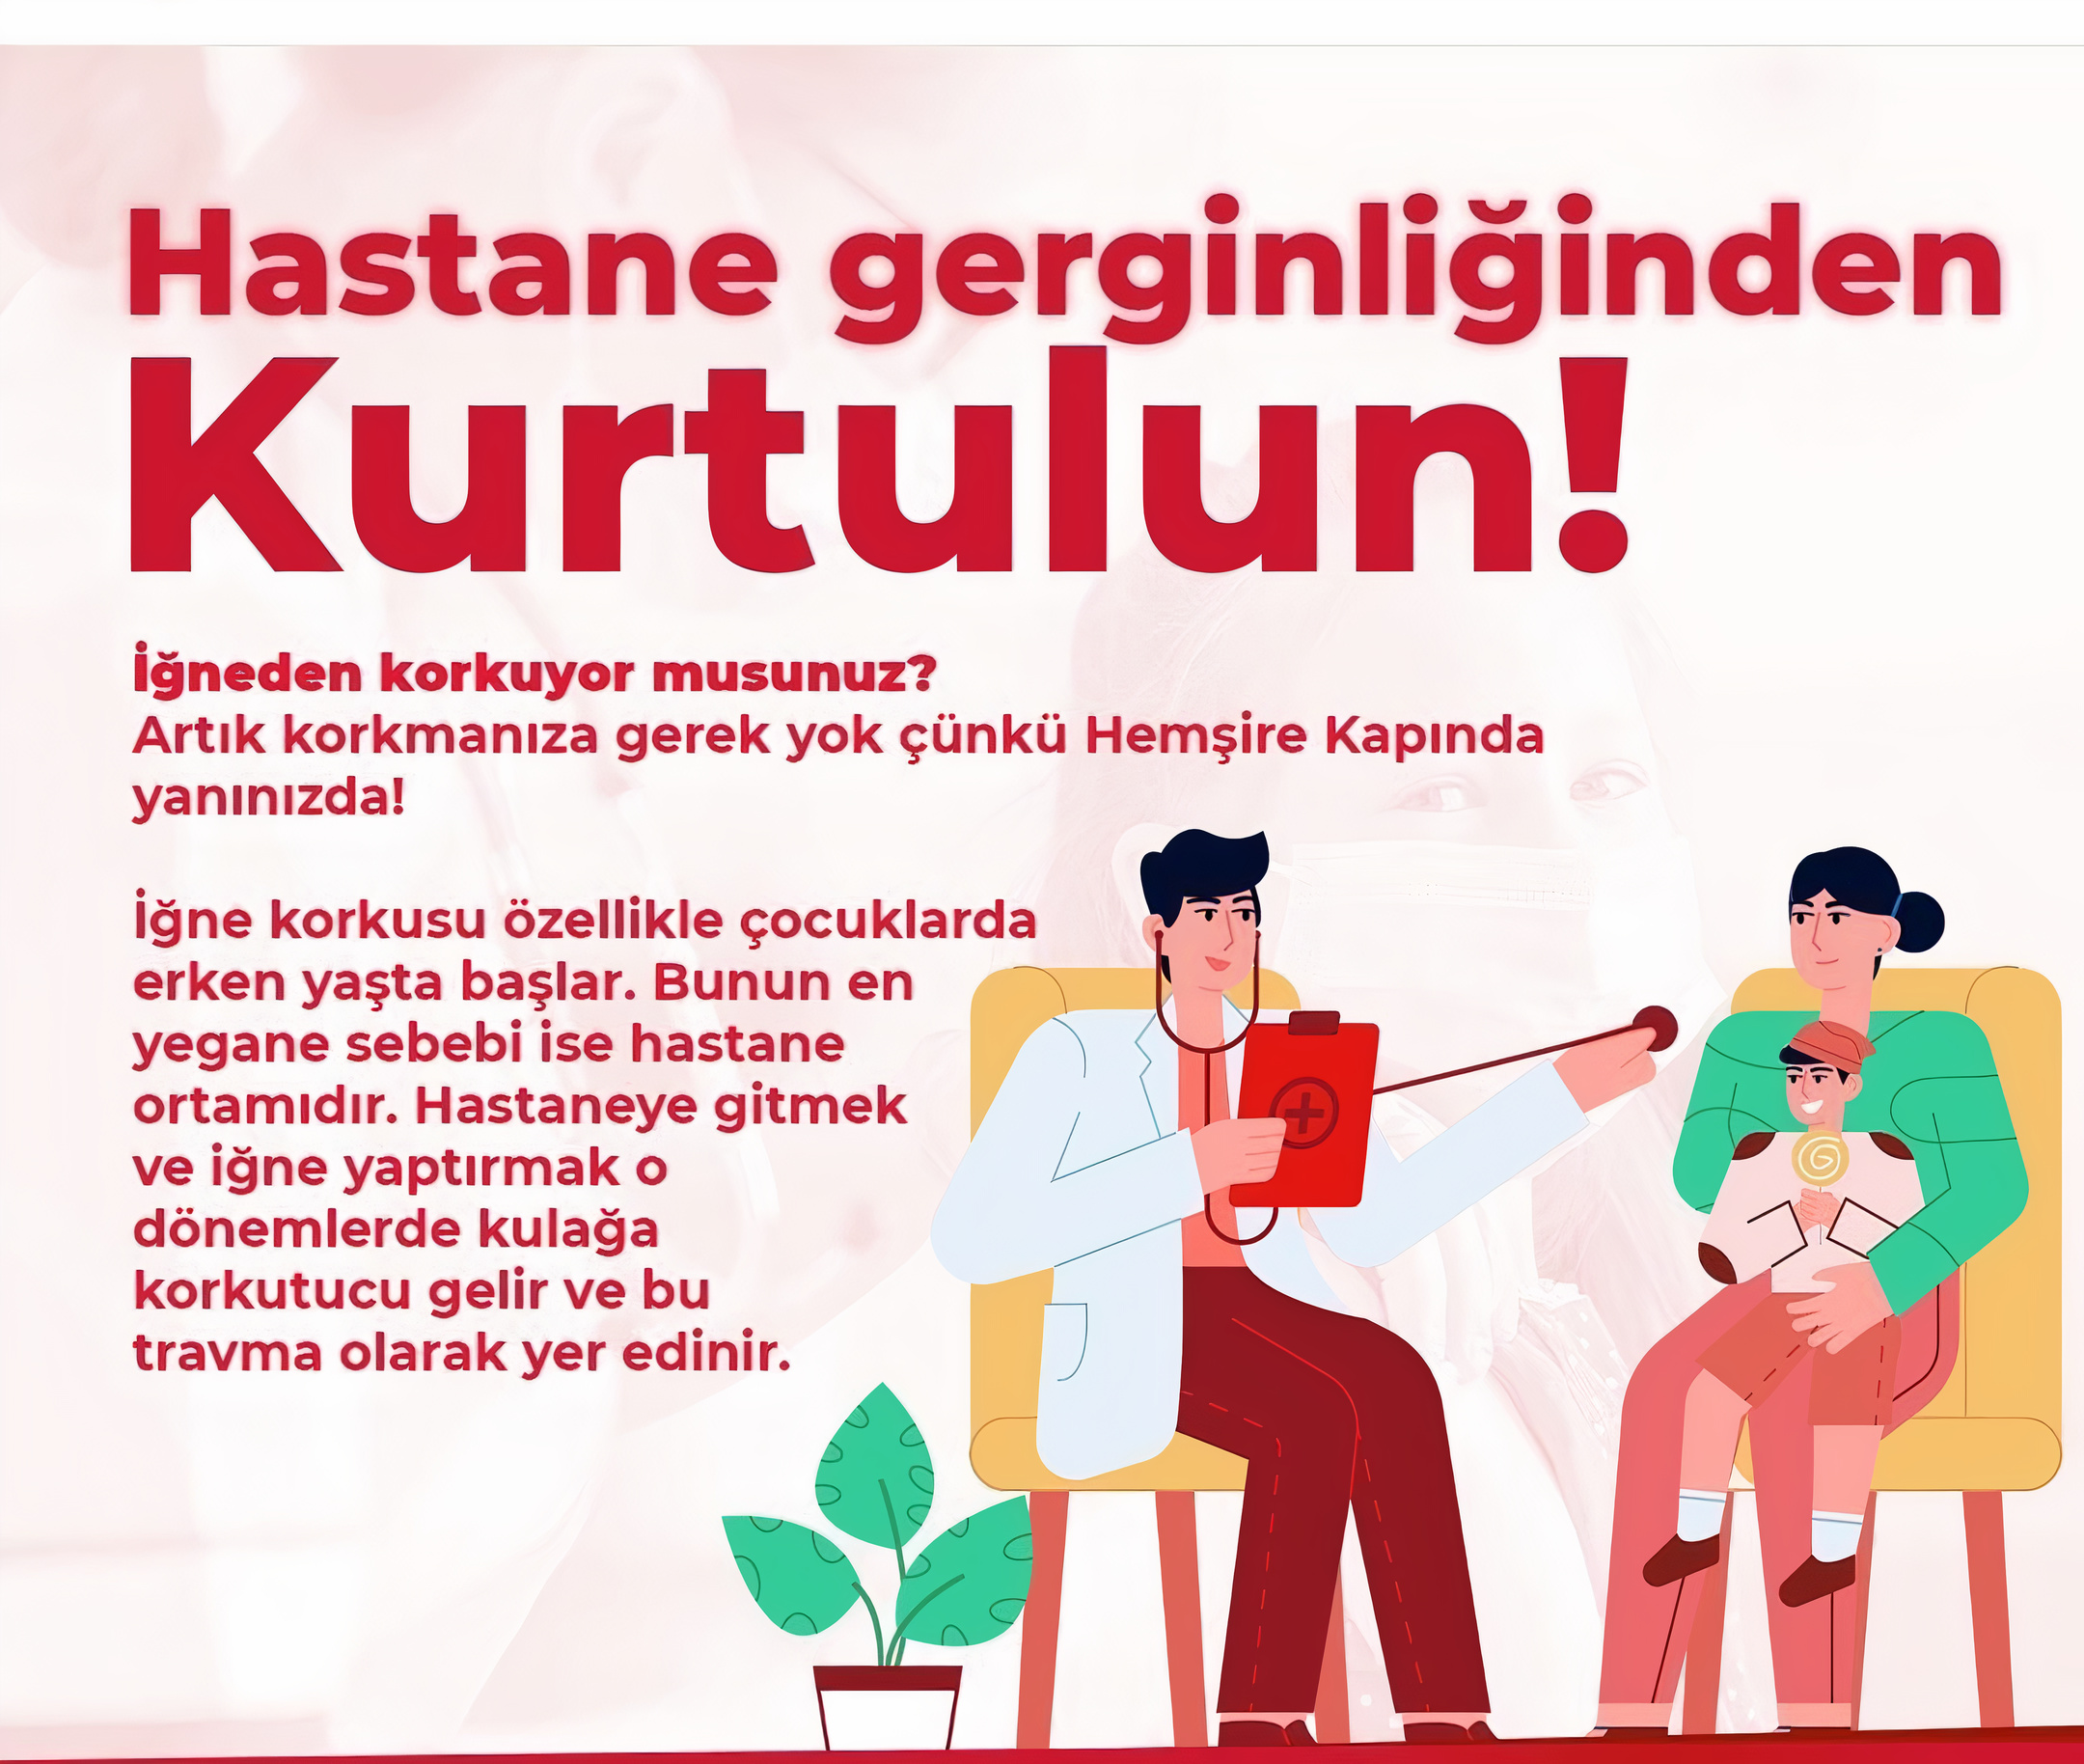 Hastane gerginliğinden
Kurtulun!
İğneden korkuyor musunuz?
Artık korkmanıza gerek yok çünkü Hemşire Kapında
yanınızda!
İğne korkusu özellikle çocuklarda
erken yaşta başlar. Bunun en
yegane sebebi ise hastane
ortamıdır. Hastaneye gitmek
ve iğne yaptırmak o
dönemlerde kulağa
korkutucu gelir ve bu
travma olarak yer edinir.